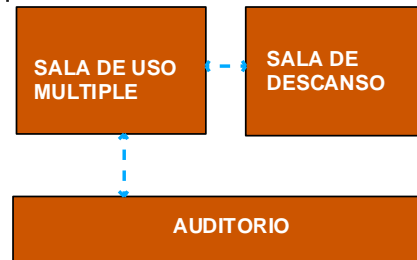 SALA DE USO
MULTIPLE
SALA DE
DESCANSO
AUDITORIO